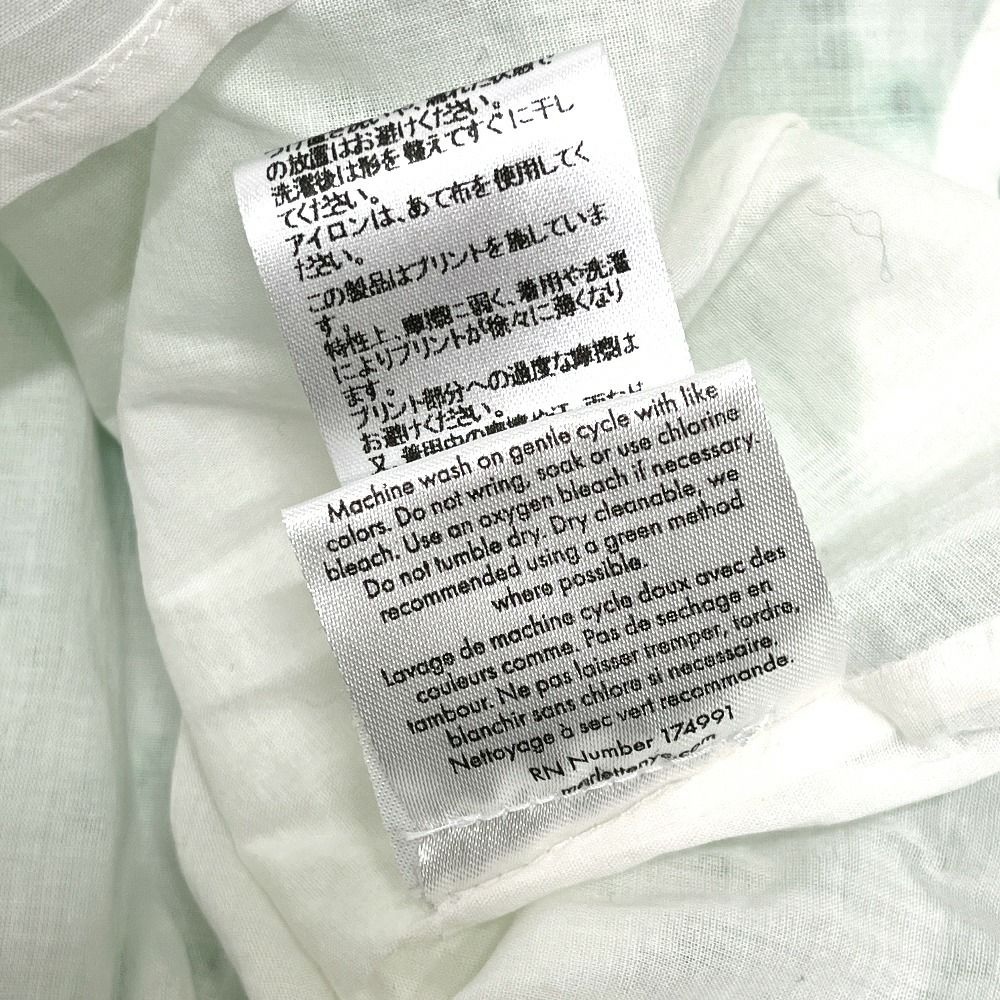 の放置はお避けください。
洗濯後は形を整えてすぐに干し
てください。
アイロンは、あて布を使用してく
ださい。
この製品はプリントを施していま
す。
特性上、摩擦に弱く、着用や洗濯
によりプリントが徐々に薄くなり
ます。
プリント部分への過度な摩擦は
お避けください。
Machine wash on gentle cycle with like
colors. Do not wring, soak or use chlorine
bleach. Use an oxygen bleach if necessary.
Do not tumble dry. Dry cleanable, we
recommended using a green method
where possible.
Lavage de machine cycle doux avec des
couleurs comme. Pas de sechage en
tambour. Ne pas laisser tremper, tordre,
blanchir sans chlore si necessaire.
Nettoyage à sec vert recommande.
RN Number 174991